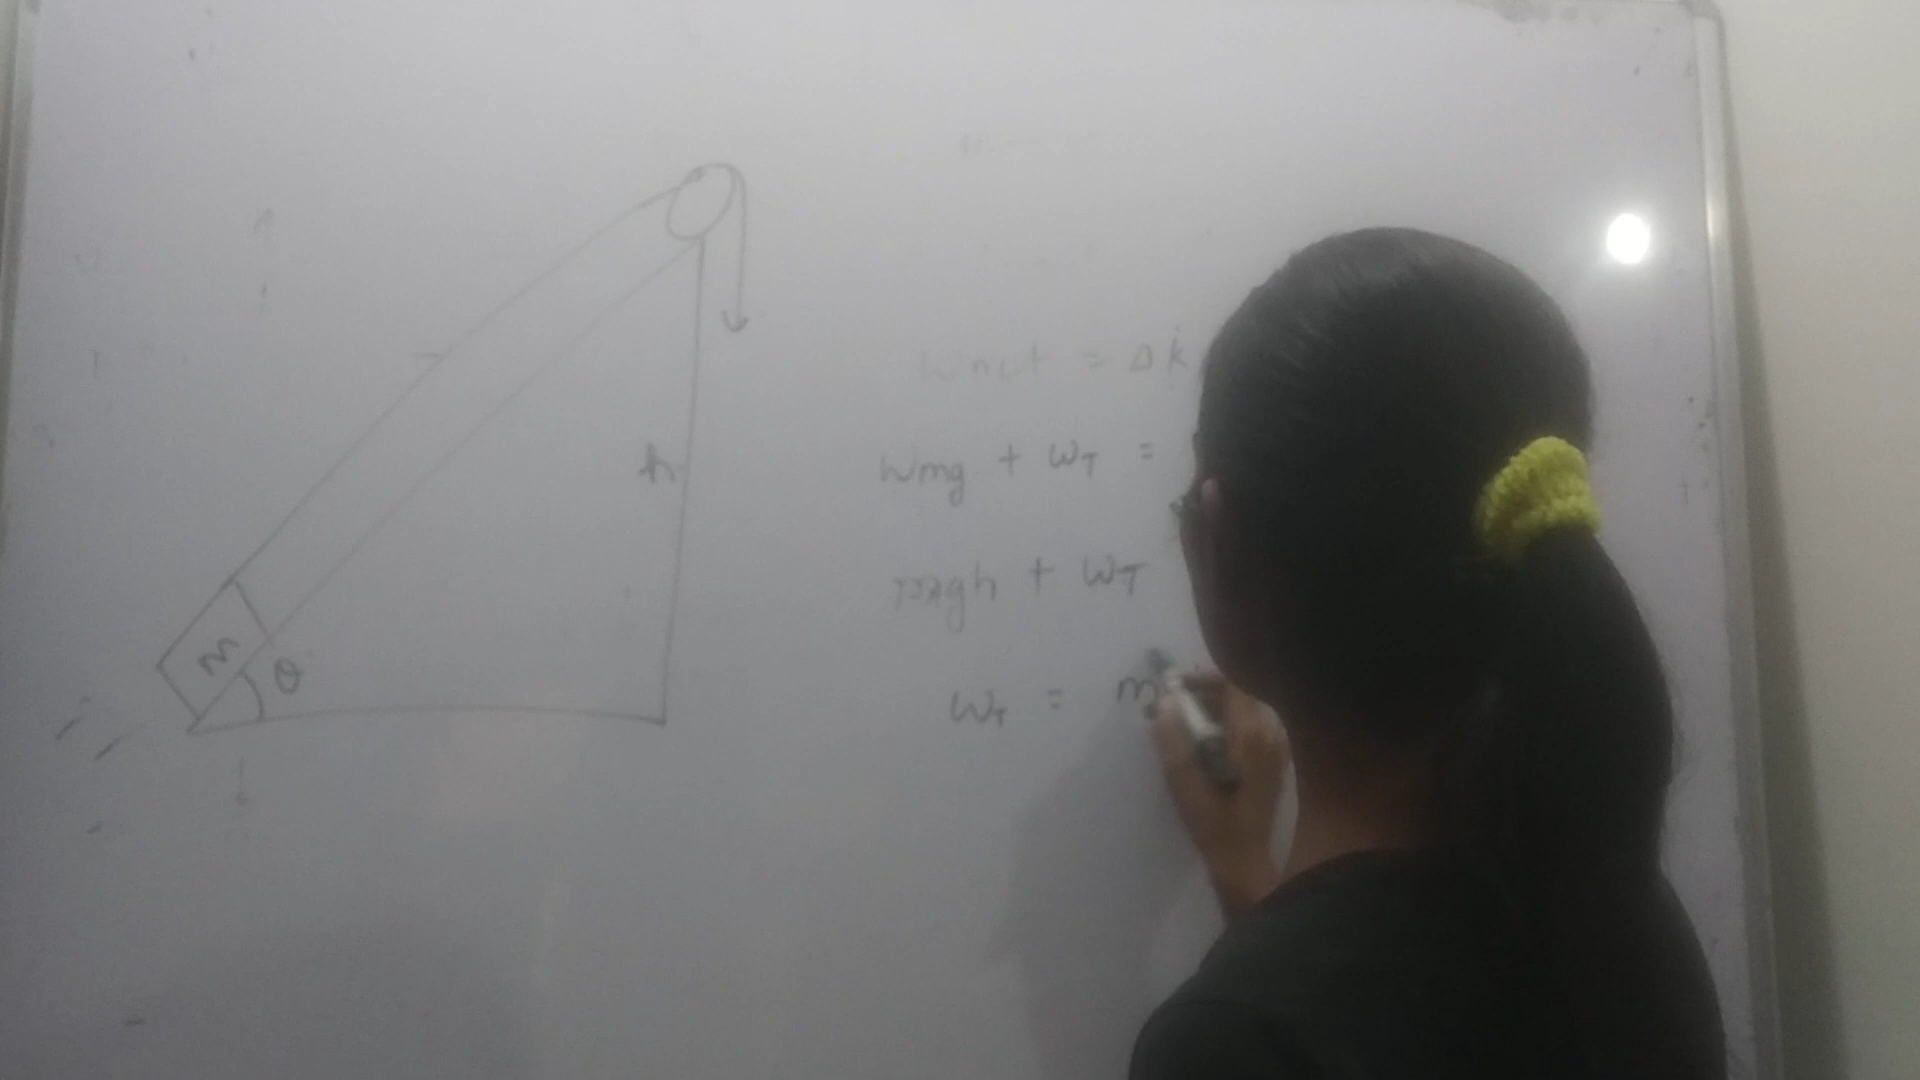 h
m
θ
Wnet = Δk
Wmg + WT =
mgh + WT
WT = m